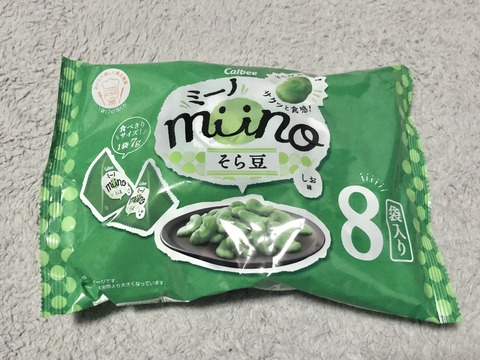 Calbee
ミーノ
サクッと食感!
miino
そら豆
しお味
食べきり
サイズ!
1袋7g
miino
8
袋入り